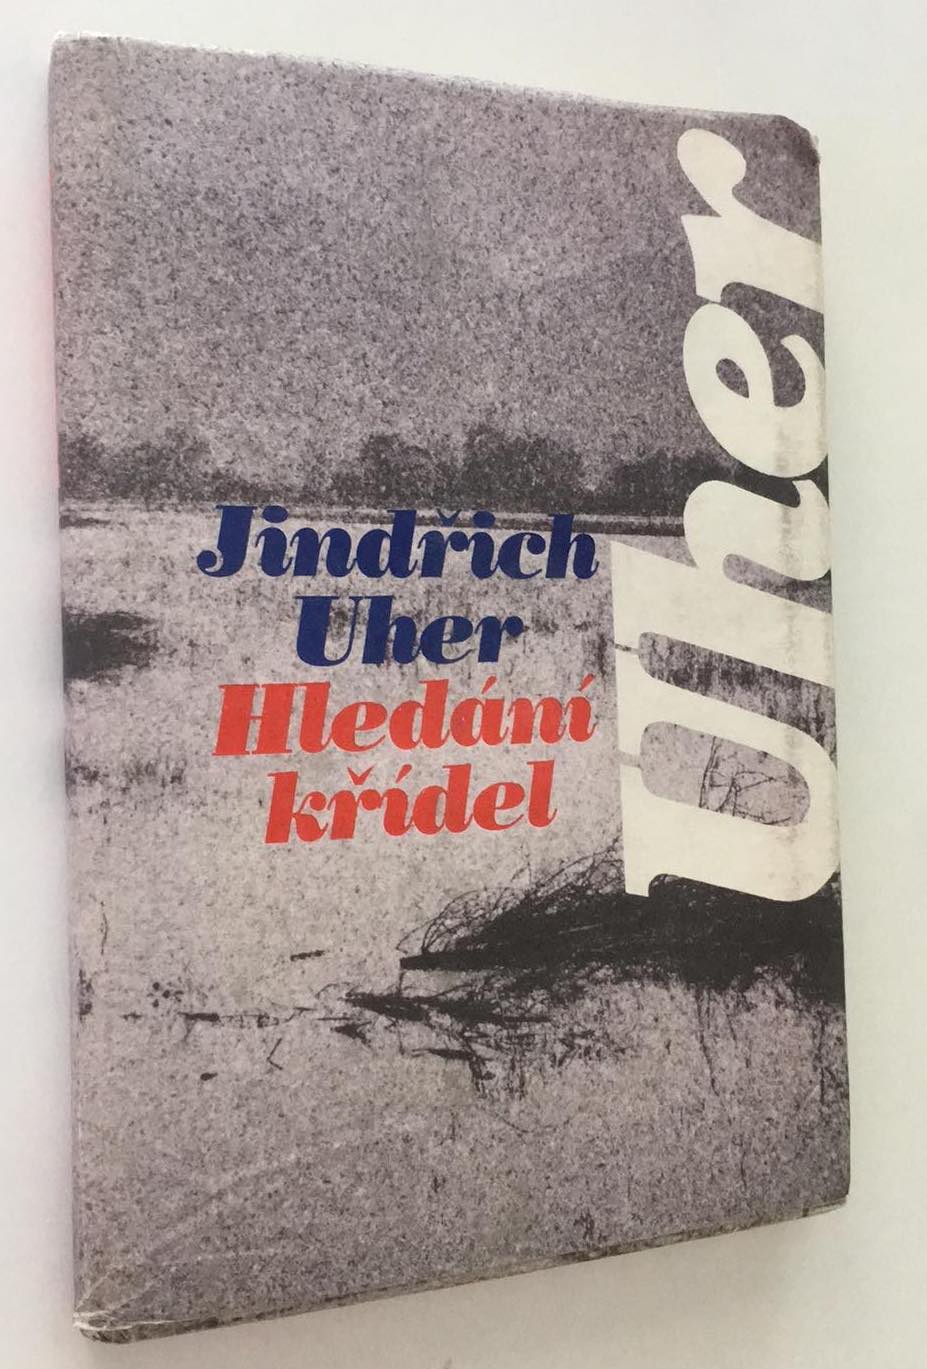 Jindřich
Uher
Hledání
křídel
Uher